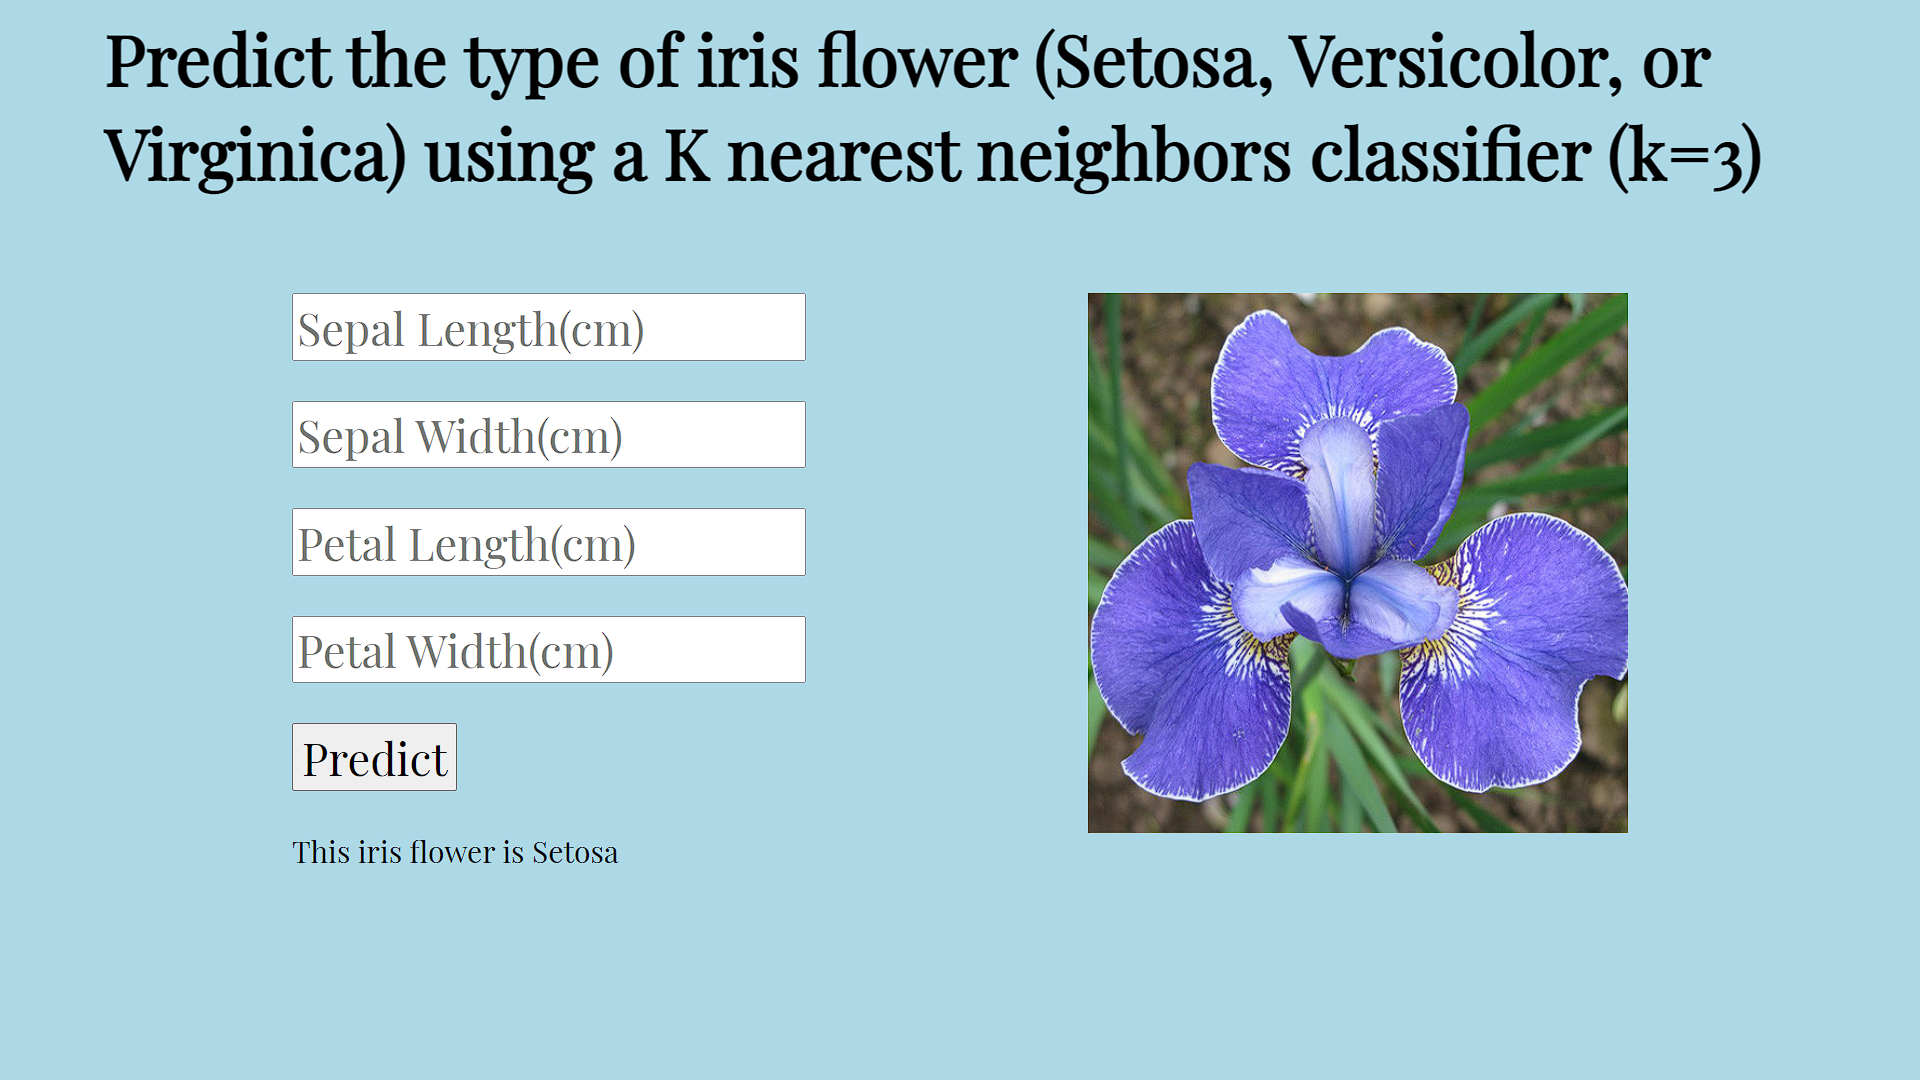 Predict the type of iris flower (Setosa, Versicolor, or
Virginica) using a K nearest neighbors classifier (k=3)
Sepal Length(cm)
Sepal Width(cm)
Petal Length(cm)
Petal Width(cm)
Predict
This iris flower is Setosa